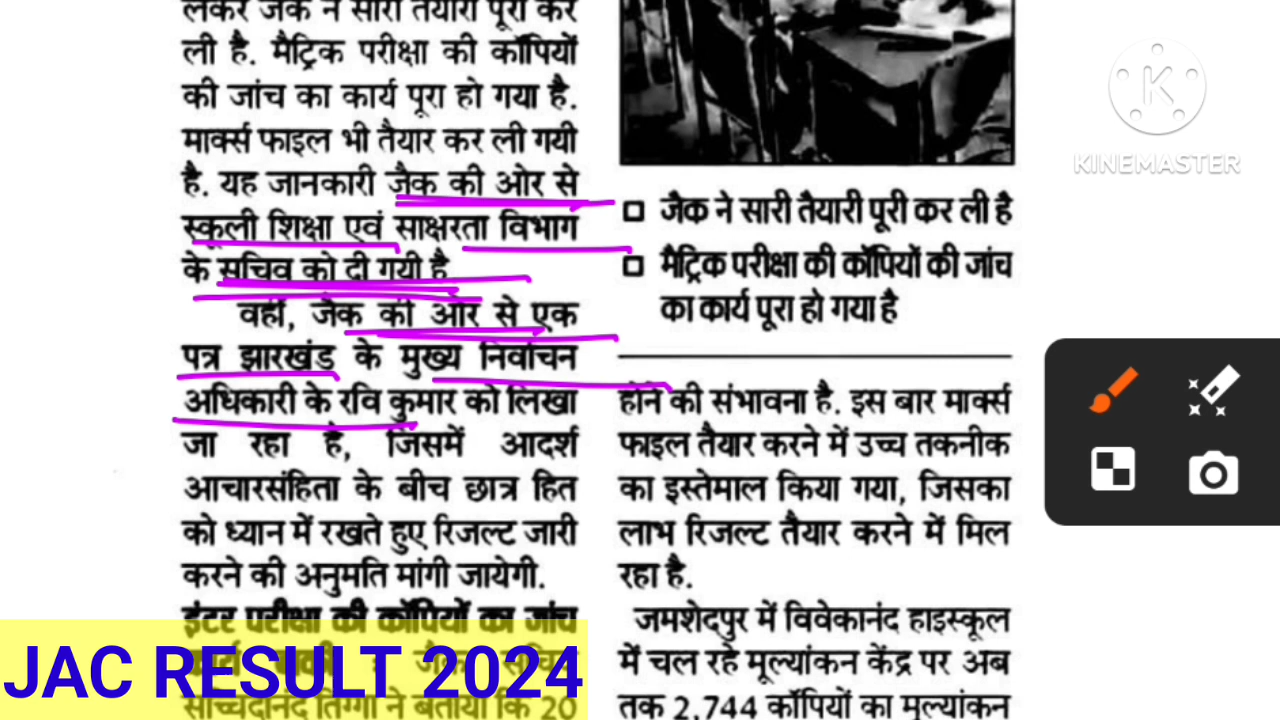 लेकर जैक ने सारी तैयारी पूरी कर
ली है. मैट्रिक परीक्षा की कॉपियों
की जांच का कार्य पूरा हो गया है.
मार्क्स फाइल भी तैयार कर ली गयी
है. यह जानकारी जैक की ओर से
स्कूली शिक्षा एवं साक्षरता विभाग
के सचिव को दी गयी है
वहीं, जैक की ओर से एक
पत्र झारखंड के मुख्य निर्वाचन
अधिकारी के रवि कुमार को लिखा
जा रहा है, जिसमें आदर्श
आचारसंहिता के बीच छात्र हित
को ध्यान में रखते हुए रिजल्ट जारी
करने की अनुमति मांगी जायेगी.
इंटर परीक्षा की कॉपियों का जांच
जैक सचिव
सच्चिदानंद तिग्गा ने बताया कि 20
JAC RESULT 2024
जैक ने सारी तैयारी पूरी कर ली है
मैट्रिक परीक्षा की कॉपियों की जांच
का कार्य पूरा हो गया है
होने की संभावना है. इस बार मार्क्स
फाइल तैयार करने में उच्च तकनीक
का इस्तेमाल किया गया, जिसका
लाभ रिजल्ट तैयार करने में मिल
रहा है.
जमशेदपुर में विवेकानंद हाइस्कूल
में चल रहे मूल्यांकन केंद्र पर अब
तक 2,744 कॉपियों का मूल्यांकन
K
KINEMASTER